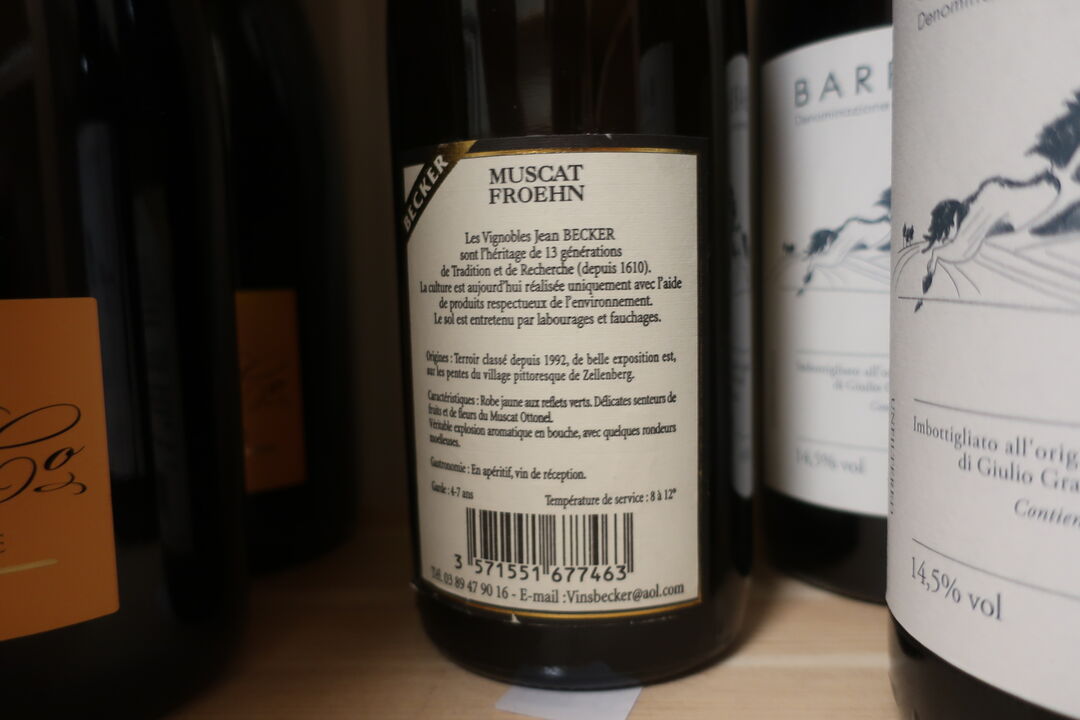 BECKER
MUSCAT
FROEHN
Les Vignobles Jean BECKER
sont l'héritage de 13 générations
de Tradition et de Recherche (depuis 1610).
La culture est aujourd'hui réalisée uniquement avec l'aide
de produits respectueux de l'environnement.
Le sol est entretenu par labourages et fauchages.
Origines : Terroir classé depuis 1992, de belle exposition est,
sur les pentes du village pittoresque de Zellenberg.
Caractéristiques : Robe jaune aux reflets verts. Délicates senteurs de
fruits et de fleurs du Muscat Ottonel.
Véritable explosion aromatique en bouche, avec quelques rondeurs
moelleuses.
Gastronomie : En apéritif, vin de réception.
Garde : 4-7 ans
Température de service : 8 à 12°
3 571551 677463
Tél. 03 89 47 90 16 - E-mail :Vinsbecker@aol.com
Co
BAR
Denominazione
14,5% vol
Imbottigliato all'orig
di Giulio Gra
Contien
14,5% vol